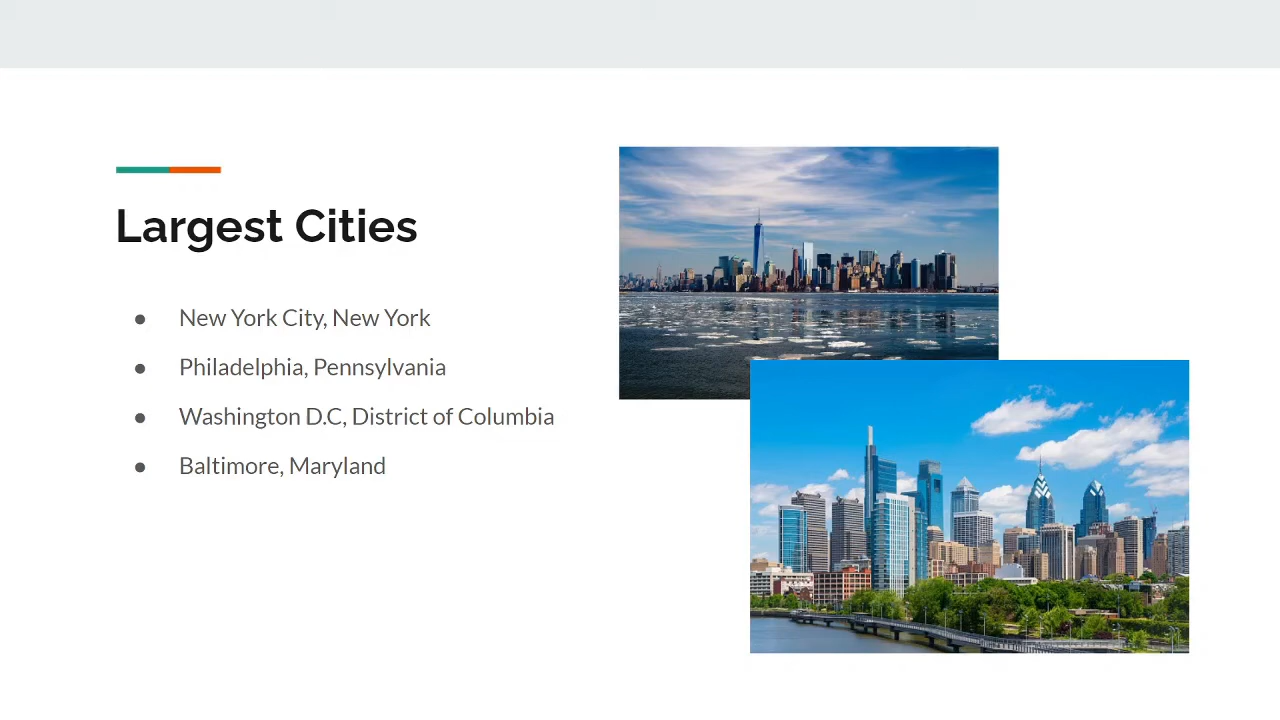 Largest Cities
● New York City, New York
● Philadelphia, Pennsylvania
● Washington D.C, District of Columbia
● Baltimore, Maryland